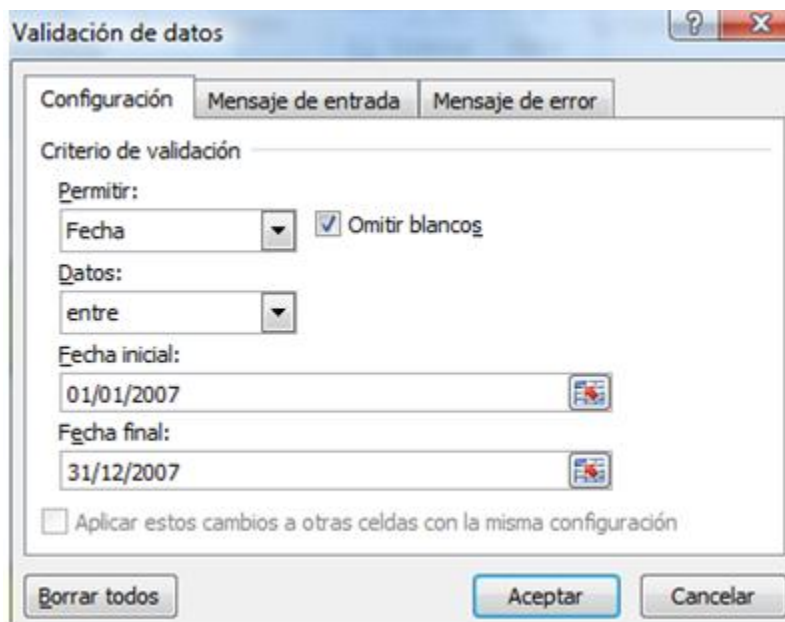 Validación de datos
?
Configuración Mensaje de entrada Mensaje de error
Criterio de validación
Permitir:
Fecha Omitir blancos
Datos:
entre
Fecha inicial:
01/01/2007
Fecha final:
31/12/2007
Aplicar estos cambios a otras celdas con la misma configuración
Borrar todos Aceptar Cancelar